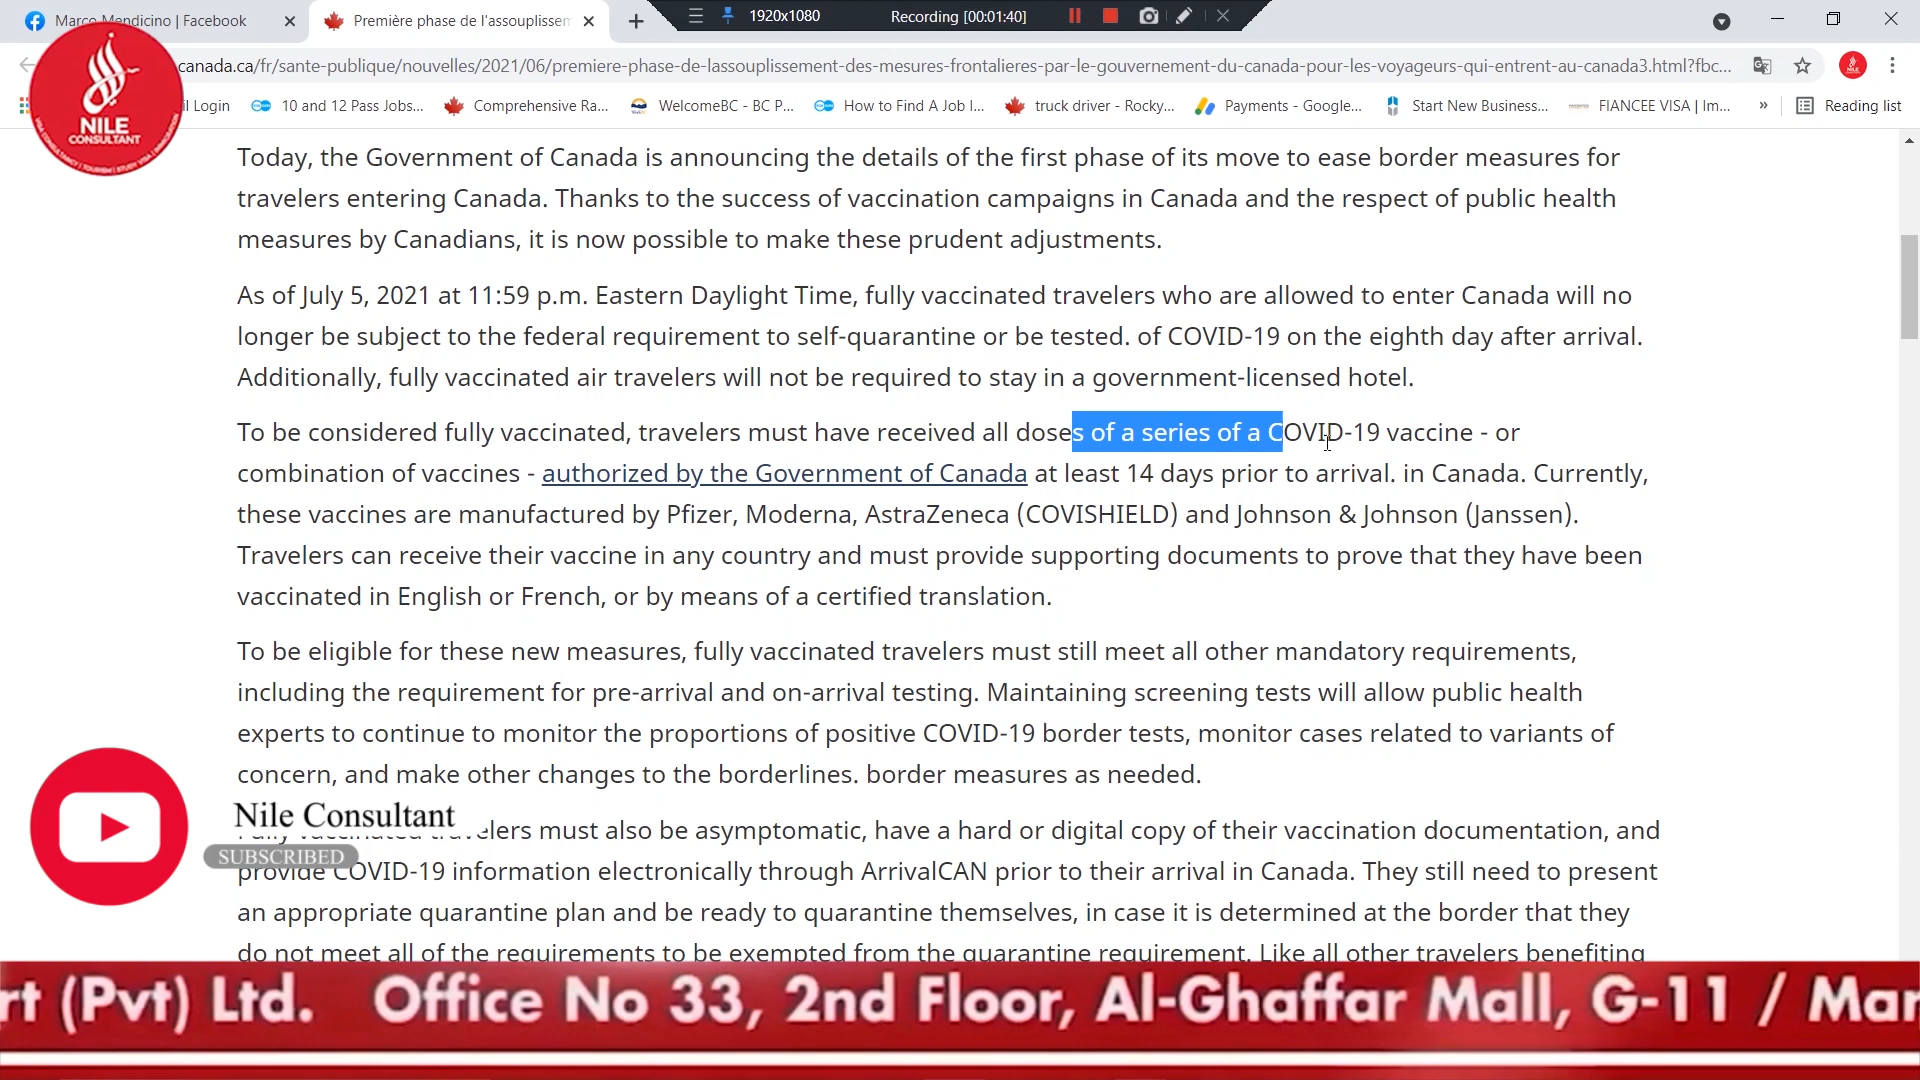 Marco Mendicino | Facebook
Première phase de l'assouplissem
1920x1080
Recording [00:01:40]
canada.ca/fr/sante-publique/nouvelles/2021/06/premiere-phase-de-lassouplissement-des-mesures-frontalieres-par-le-gouvernement-du-canada-pour-les-voyageurs-qui-entrent-au-canada3.html?fbc...
il Login
10 and 12 Pass Jobs...
Comprehensive Ra...
WelcomeBC - BC P...
How to Find A Job I...
truck driver - Rocky...
Payments - Google...
Start New Business...
FIANCEE VISA | Im...
»
Reading list
NILE
CONSULTANT
Today, the Government of Canada is announcing the details of the first phase of its move to ease border measures for
travelers entering Canada. Thanks to the success of vaccination campaigns in Canada and the respect of public health
measures by Canadians, it is now possible to make these prudent adjustments.
As of July 5, 2021 at 11:59 p.m. Eastern Daylight Time, fully vaccinated travelers who are allowed to enter Canada will no
longer be subject to the federal requirement to self-quarantine or be tested. of COVID-19 on the eighth day after arrival.
Additionally, fully vaccinated air travelers will not be required to stay in a government-licensed hotel.
To be considered fully vaccinated, travelers must have received all doses of a series of a COVID-19 vaccine - or
combination of vaccines - authorized by the Government of Canada at least 14 days prior to arrival. in Canada. Currently,
these vaccines are manufactured by Pfizer, Moderna, AstraZeneca (COVISHIELD) and Johnson & Johnson (Janssen).
Travelers can receive their vaccine in any country and must provide supporting documents to prove that they have been
vaccinated in English or French, or by means of a certified translation.
To be eligible for these new measures, fully vaccinated travelers must still meet all other mandatory requirements,
including the requirement for pre-arrival and on-arrival testing. Maintaining screening tests will allow public health
experts to continue to monitor the proportions of positive COVID-19 border tests, monitor cases related to variants of
concern, and make other changes to the borderlines. border measures as needed.
Nile Consultant
SUBSCRIBED
Fully vaccinated travelers must also be asymptomatic, have a hard or digital copy of their vaccination documentation, and
provide COVID-19 information electronically through ArrivalCAN prior to their arrival in Canada. They still need to present
an appropriate quarantine plan and be ready to quarantine themselves, in case it is determined at the border that they
do not meet all of the requirements to be exempted from the quarantine requirement. Like all other travelers benefiting
rt (Pvt) Ltd. Office No 33, 2nd Floor, Al-Ghaffar Mall, G-11 / Mar